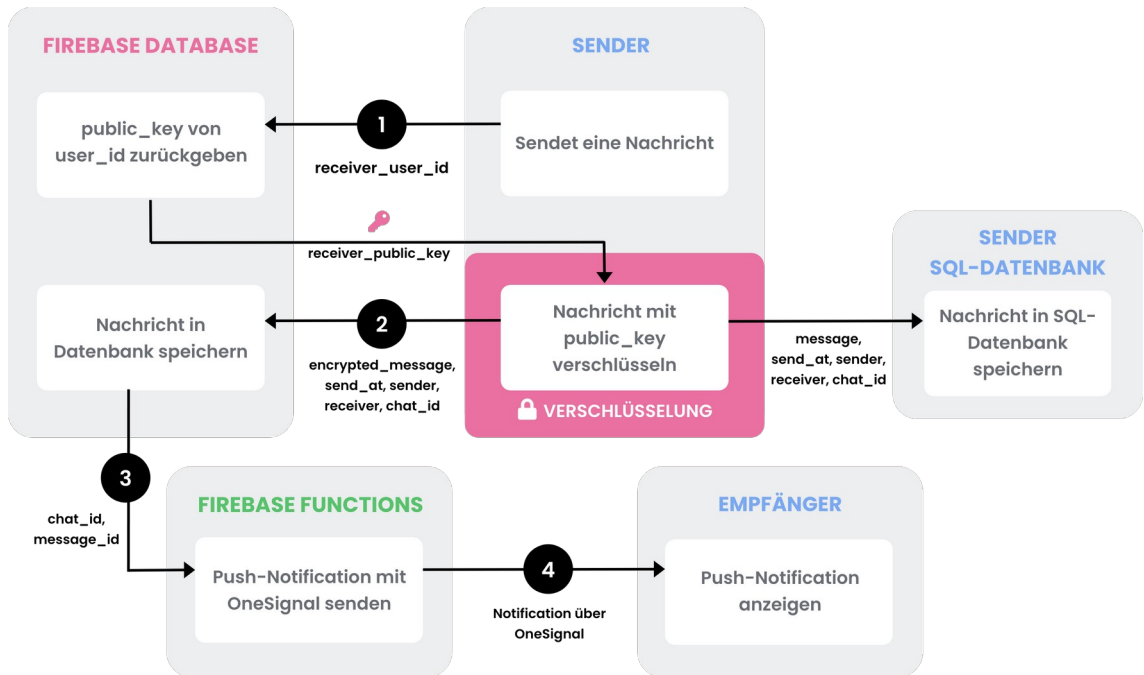 FIREBASE DATABASE
SENDER
public_key von
user_id zurückgeben
1
receiver_user_id
Sendet eine Nachricht
receiver_public_key
SENDER
SQL-DATENBANK
Nachricht in
Datenbank speichern
2
encrypted_message,
send_at, sender,
receiver, chat_id
Nachricht mit
public_key
verschlüsseln
VERSCHLÜSSELUNG
message,
send_at, sender,
receiver, chat_id
Nachricht in SQL-
Datenbank
speichern
3
chat_id,
message_id
FIREBASE FUNCTIONS
Push-Notification mit
OneSignal senden
4
Notification über
OneSignal
EMPFÄNGER
Push-Notification
anzeigen